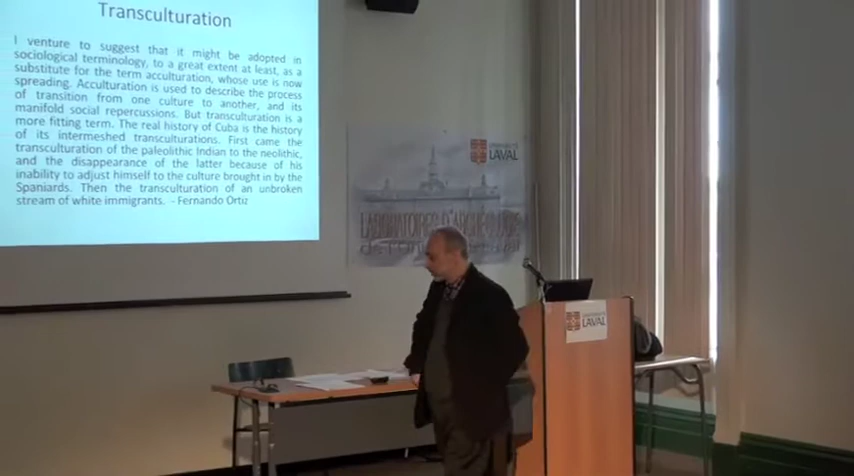 Transculturation
I venture to suggest that it might be adopted in
sociological terminology, to a great extent at least, as a
substitute for the term acculturation, whose use is now
spreading. Acculturation is used to describe the process
of transition from one culture to another, and its
manifold social repercussions. But transculturation is a
more fitting term. The real history of Cuba is the history
of its intermeshed transculturations. First came the
transculturation of the paleolithic Indian to the neolithic,
and the disappearance of the latter because of his
inability to adjust himself to the culture brought in by the
Spaniards. Then the transculturation of an unbroken
stream of white immigrants. - Fernando Ortiz
UNIVERSITÉ
LAVAL
LABORATOIRES D'ARCHÉOLOGIE
UNIVERSITÉ
LAVAL